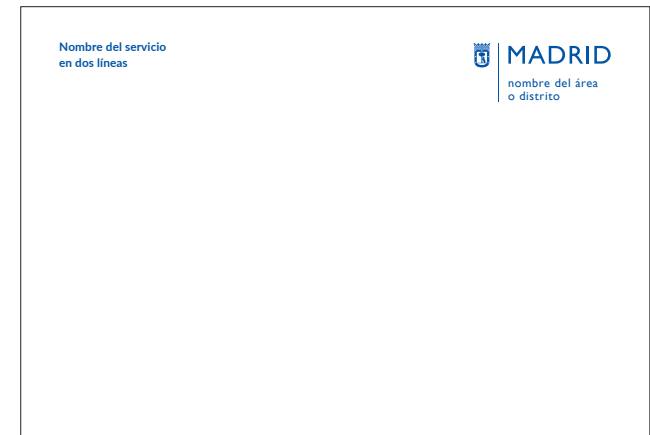 Nombre del servicio
en dos líneas
MADRID
nombre del área
o distrito